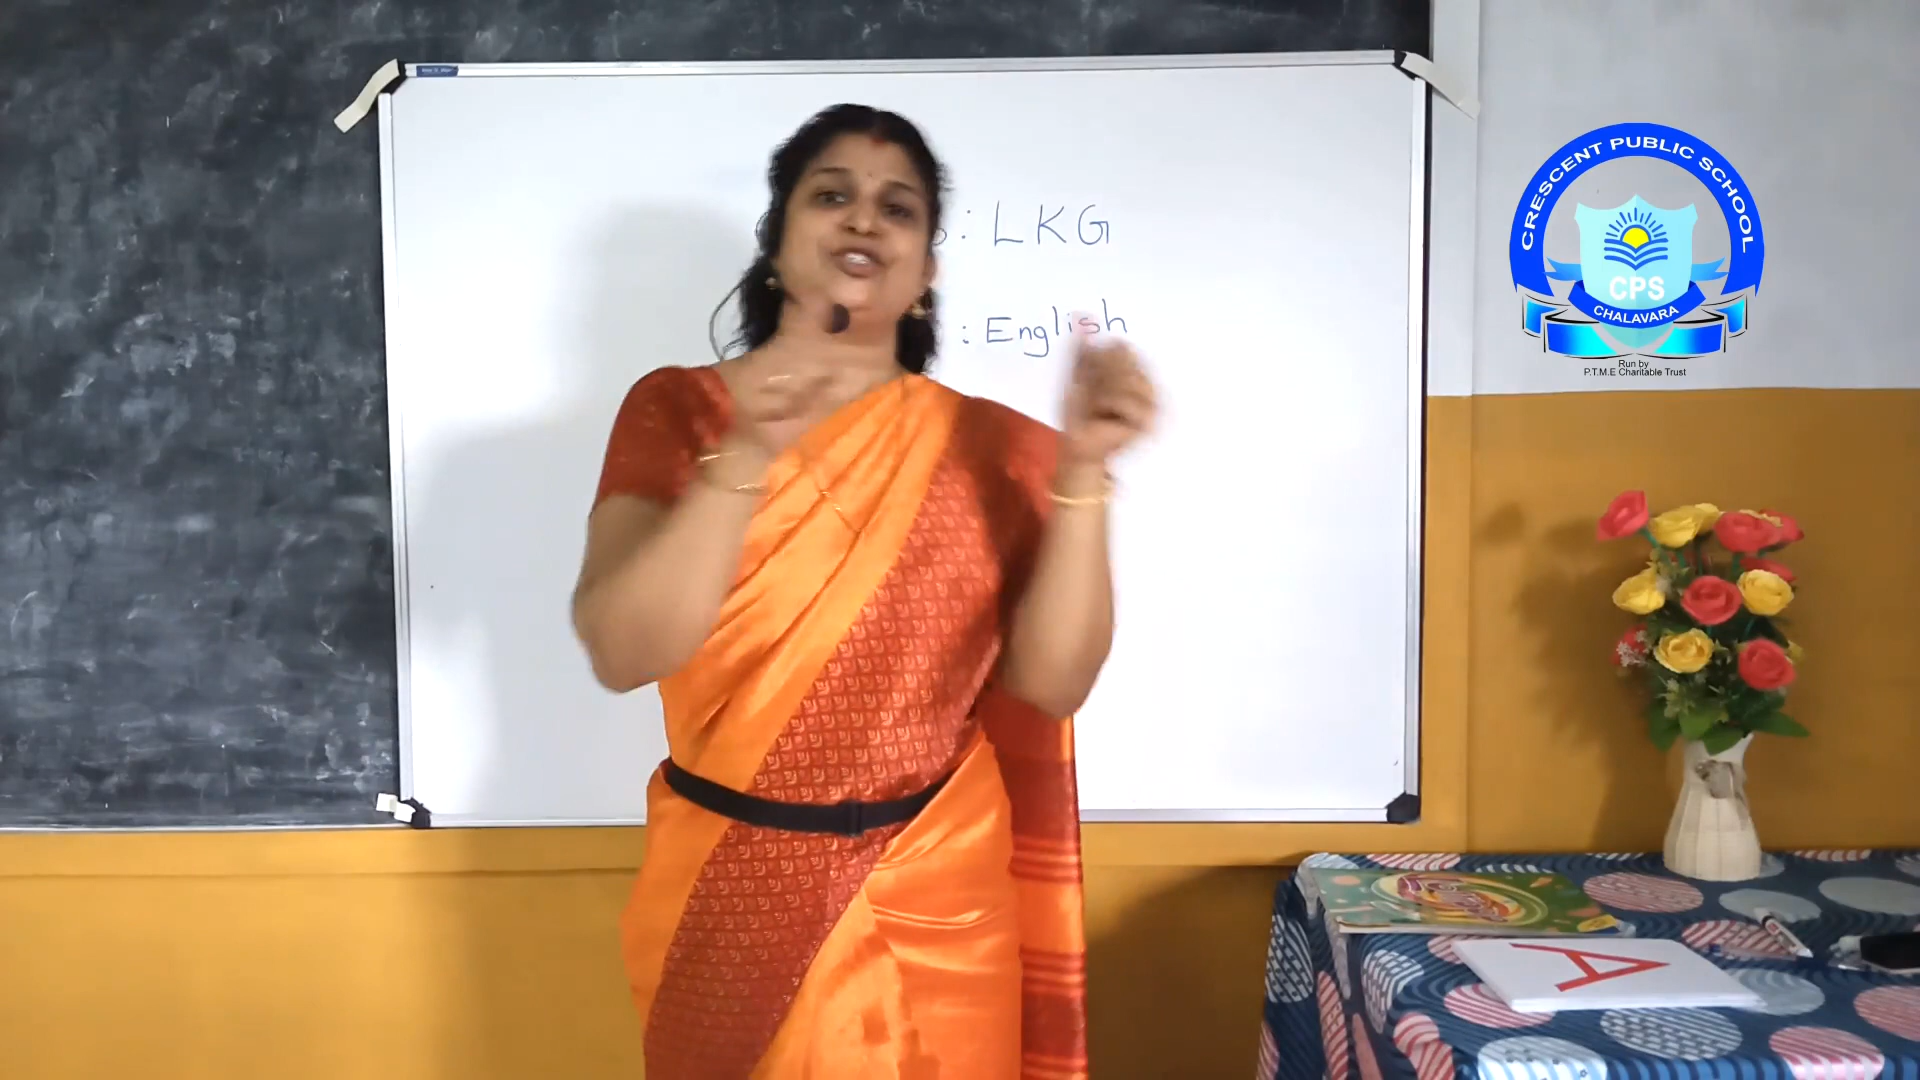 : LKG
: English
CRESCENT PUBLIC SCHOOL
CPS
CHALAVARA
Run by
P.T.M.E Charitable Trust
A